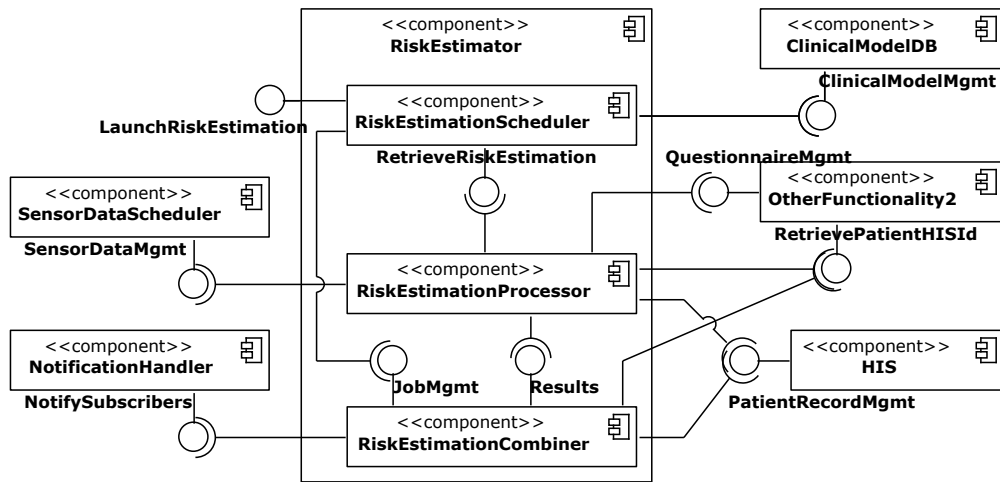 <<component>>
RiskEstimator
<<component>>
ClinicalModelDB
ClinicalModelMgmt
<<component>>
RiskEstimationScheduler
LaunchRiskEstimation
RetrieveRiskEstimation
QuestionnaireMgmt
<<component>>
SensorDataScheduler
SensorDataMgmt
<<component>>
OtherFunctionality2
RetrievePatientHISId
<<component>>
RiskEstimationProcessor
<<component>>
NotificationHandler
NotifySubscribers
JobMgmt
Results
<<component>>
HIS
PatientRecordMgmt
<<component>>
RiskEstimationCombiner